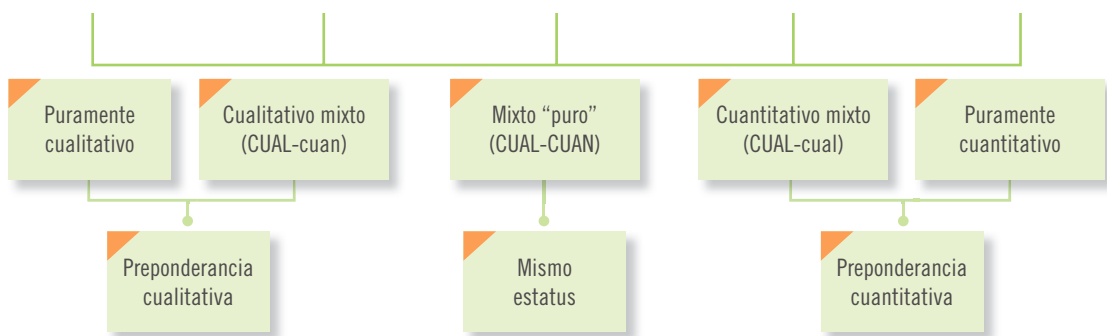 Puramente
cualitativo
Cualitativo mixto
(CUAL-cuan)
Mixto “puro”
(CUAL-CUAN)
Cuantitativo mixto
(CUAL-cual)
Puramente
cuantitativo
Preponderancia
cualitativa
Mismo
estatus
Preponderancia
cuantitativa